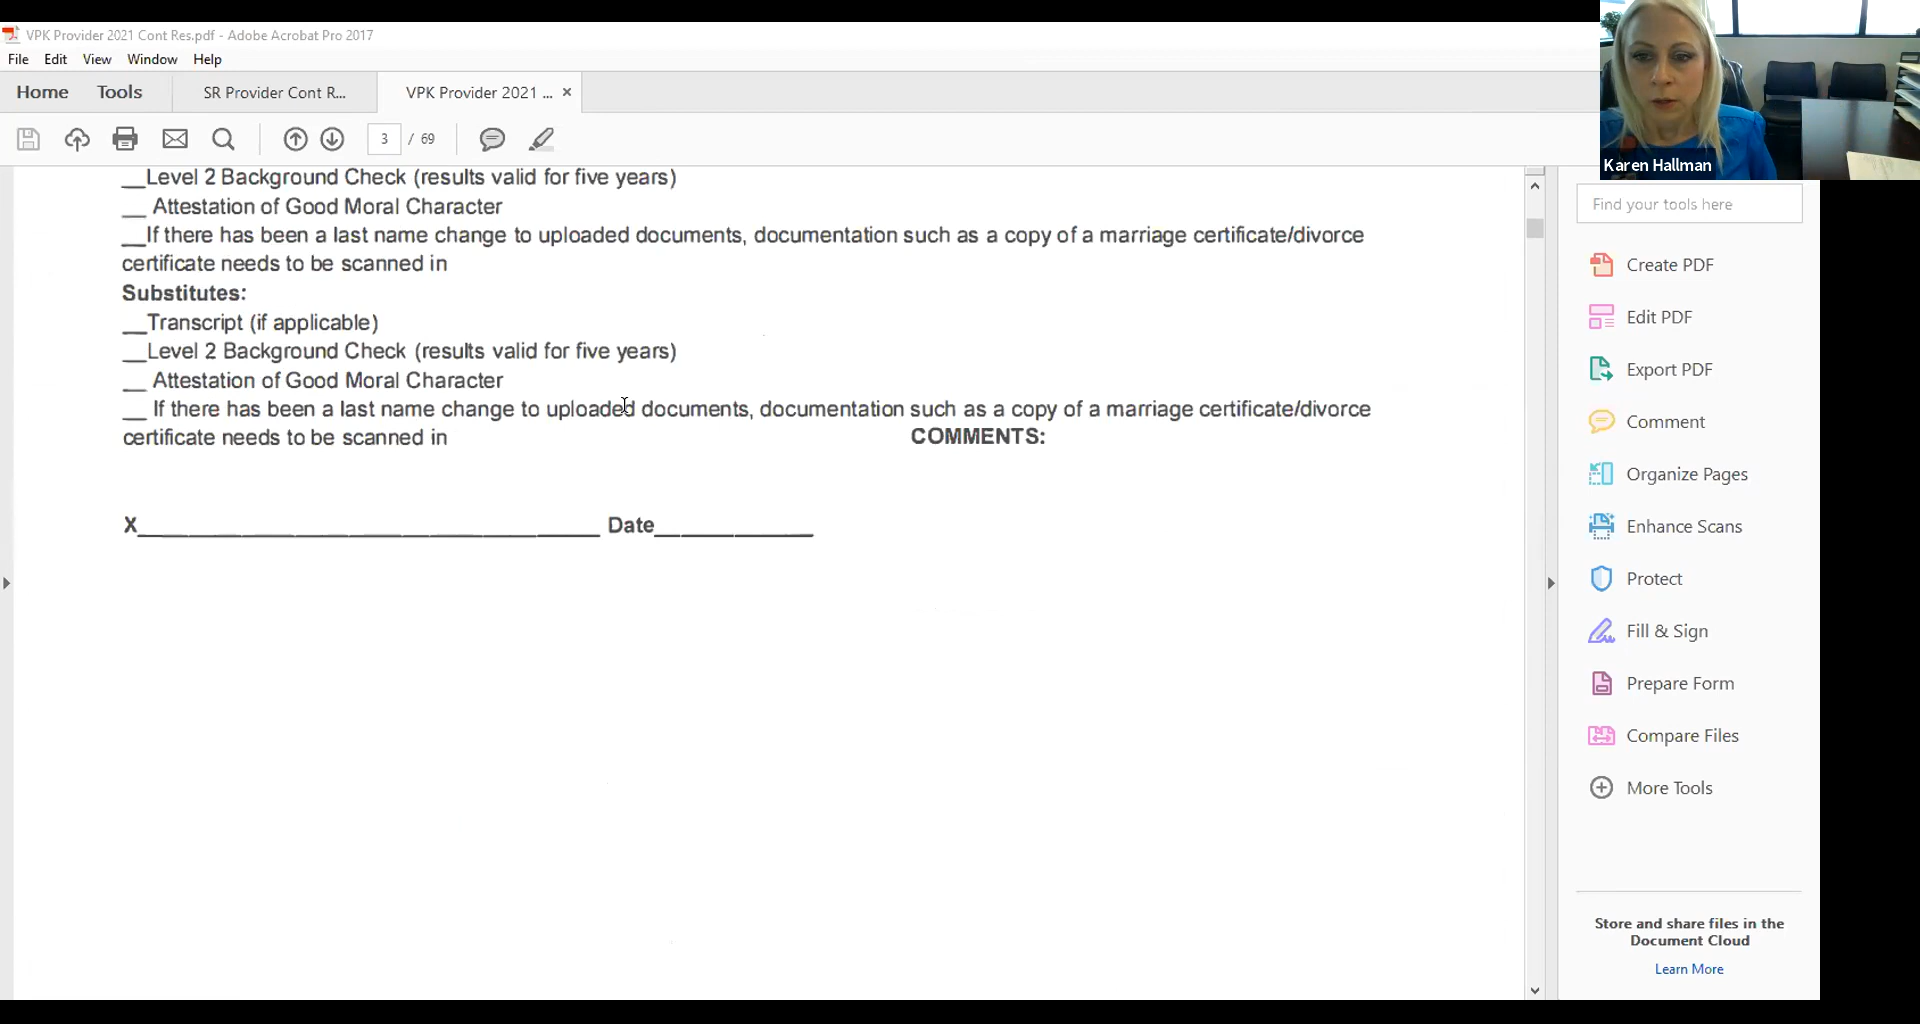 VPK Provider 2021 Cont Res.pdf - Adobe Acrobat Pro 2017
File Edit View Window Help
Home Tools SR Provider Cont R... VPK Provider 2021 ... ×
3 / 69
Karen Hallman
__Level 2 Background Check (results valid for five years)
__ Attestation of Good Moral Character
__If there has been a last name change to uploaded documents, documentation such as a copy of a marriage certificate/divorce
certificate needs to be scanned in
Substitutes:
__Transcript (if applicable)
__Level 2 Background Check (results valid for five years)
__ Attestation of Good Moral Character
__ If there has been a last name change to uploaded documents, documentation such as a copy of a marriage certificate/divorce
certificate needs to be scanned in COMMENTS:
X__________________________________ Date____________
Find your tools here
Create PDF
Edit PDF
Export PDF
Comment
Organize Pages
Enhance Scans
Protect
Fill & Sign
Prepare Form
Compare Files
More Tools
Store and share files in the
Document Cloud
Learn More